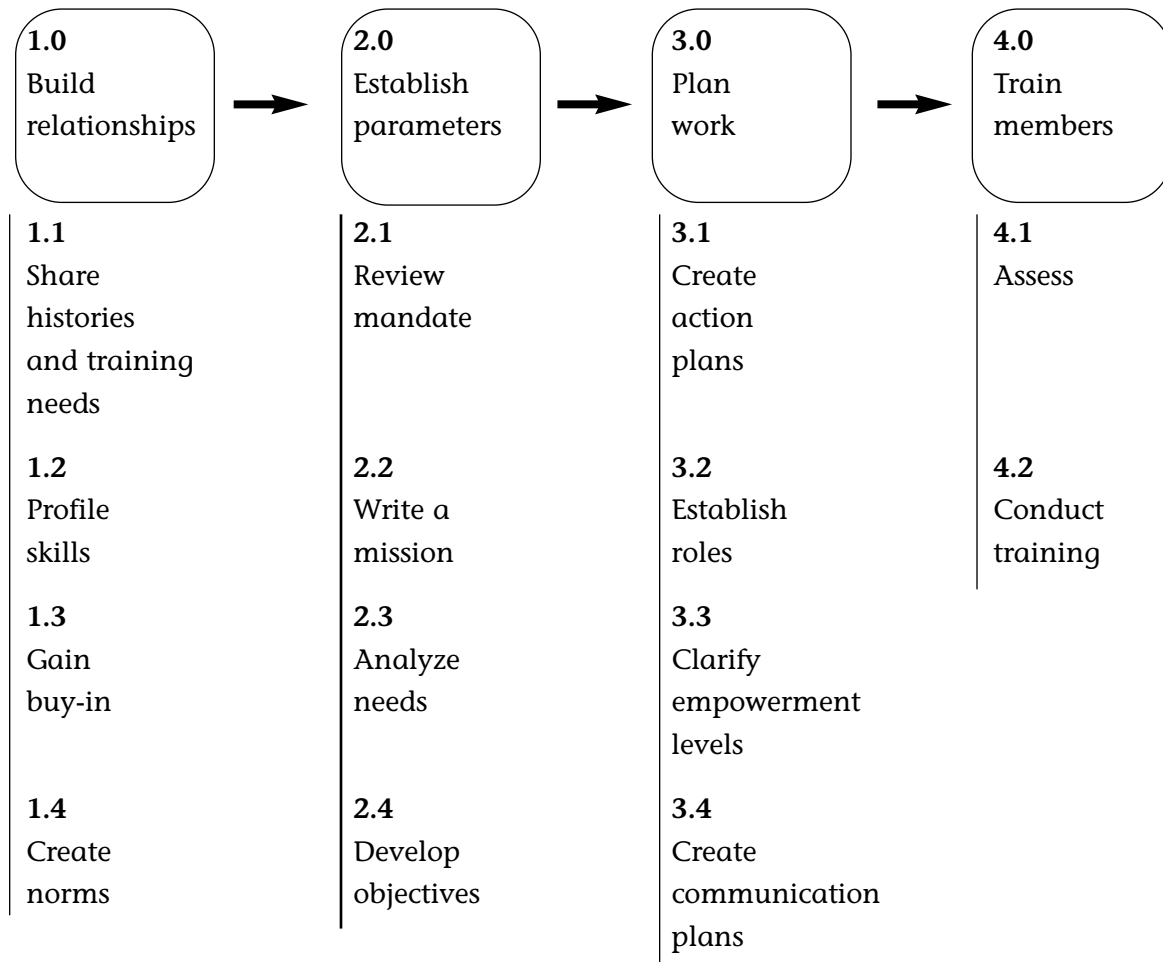 1.0
Build
relationships
2.0
Establish
parameters
3.0
Plan
work
4.0
Train
members
1.1
Share
histories
and training
needs
1.2
Profile
skills
1.3
Gain
buy-in
1.4
Create
norms
2.1
Review
mandate
2.2
Write a
mission
2.3
Analyze
needs
2.4
Develop
objectives
3.1
Create
action
plans
3.2
Establish
roles
3.3
Clarify
empowerment
levels
3.4
Create
communication
plans
4.1
Assess
4.2
Conduct
training